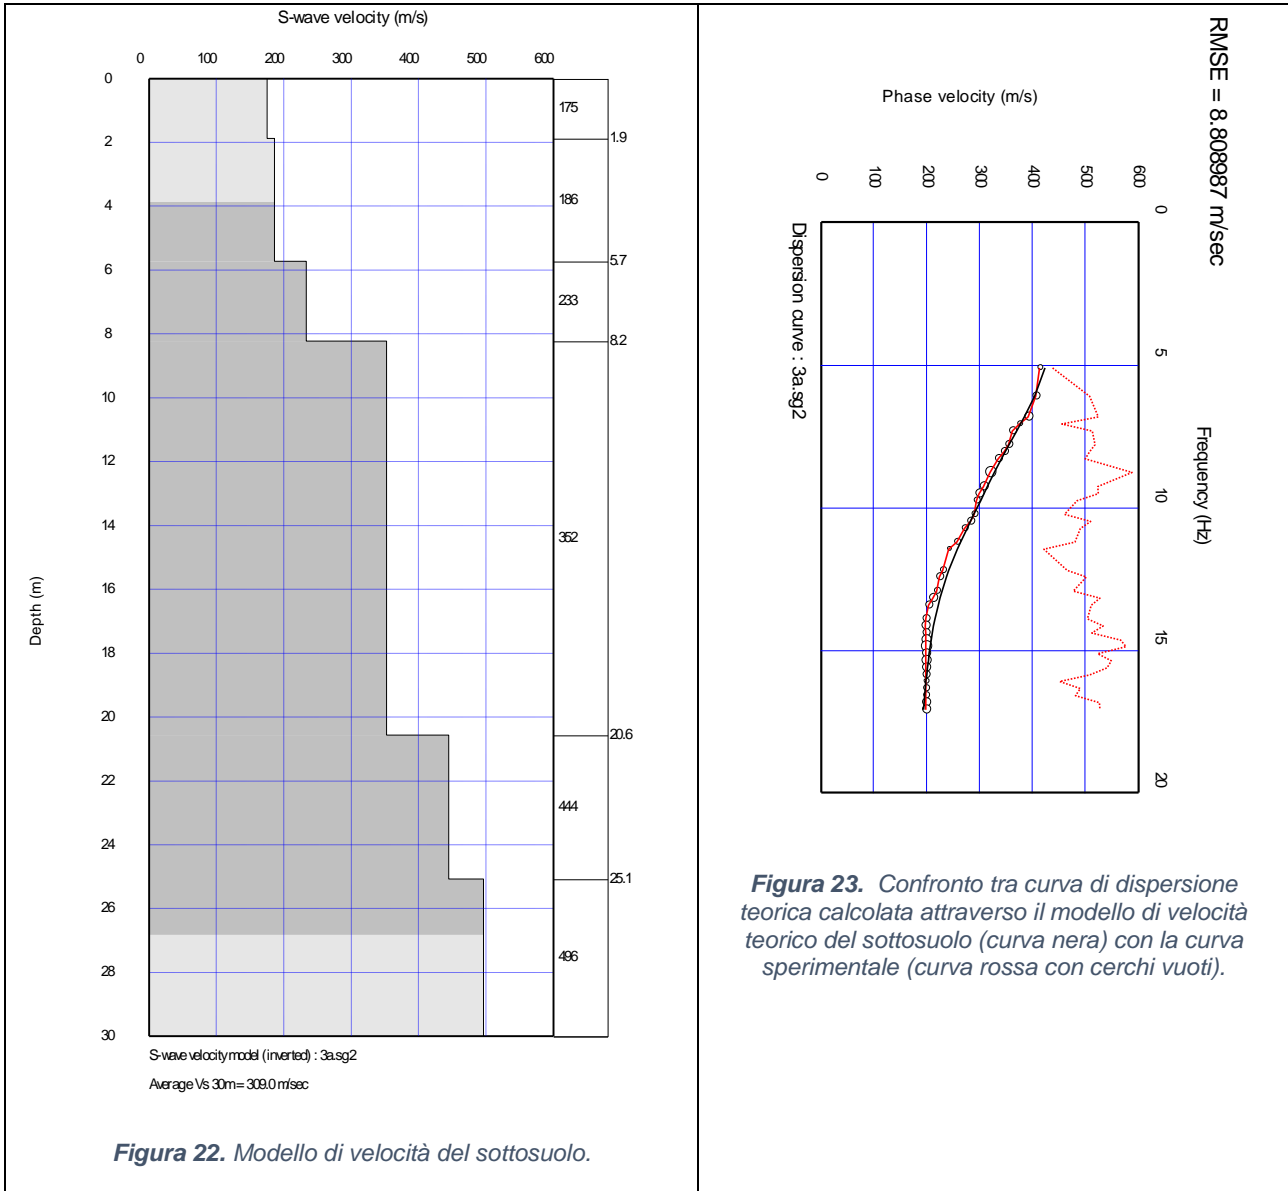 S-wave velocity (m/s)
0 100 200 300 400 500 600
0
2
4
6
8
10
12
14
16
18
20
22
24
26
28
30
Depth (m)
175
1.9
186
5.7
233
8.2
352
20.6
444
25.1
496
S-wave velocity model (inverted) : 3a.sg2
Average Vs 30m = 309.0 m/sec
Figura 22. Modello di velocità del sottosuolo.
RMSE = 8.808987 m/sec
Phase velocity (m/s)
0 100 200 300 400 500 600
0
5
10
15
20
Frequency (Hz)
Dispersion curve : 3a.sg2
Figura 23. Confronto tra curva di dispersione
teorica calcolata attraverso il modello di velocità
teorico del sottosuolo (curva nera) con la curva
sperimentale (curva rossa con cerchi vuoti).